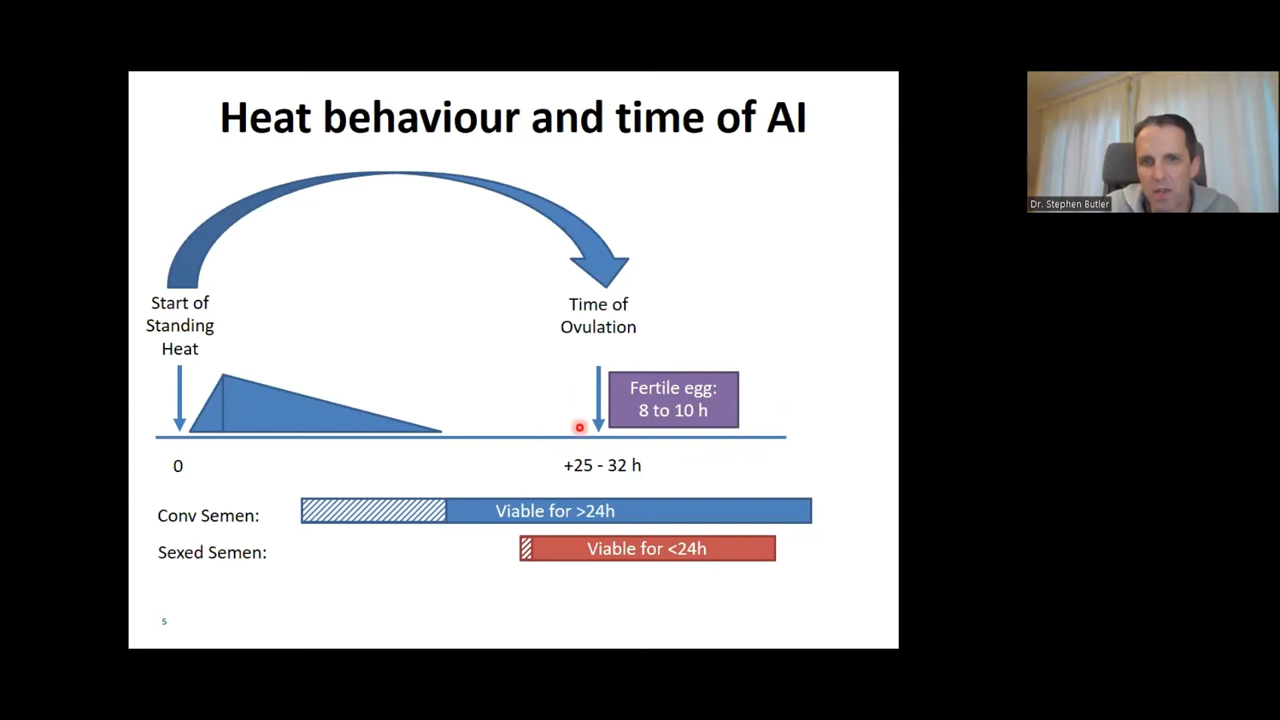 Heat behaviour and time of AI
Dr. Stephen Butler
Start of
Standing
Heat
Time of
Ovulation
Fertile egg:
8 to 10 h
0
+25 - 32 h
Conv Semen:
Viable for >24h
Sexed Semen:
Viable for <24h
5